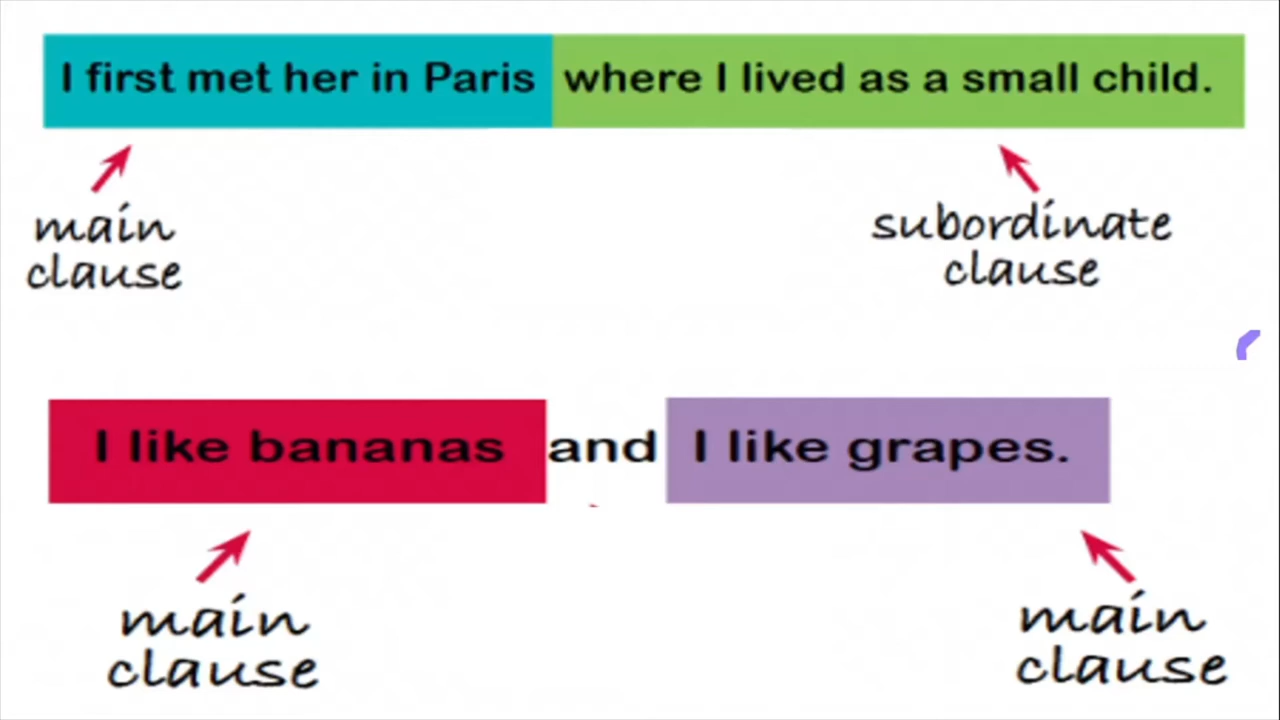 I first met her in Paris where I lived as a small child.
main clause
subordinate clause
I like bananas and I like grapes.
main clause
main clause